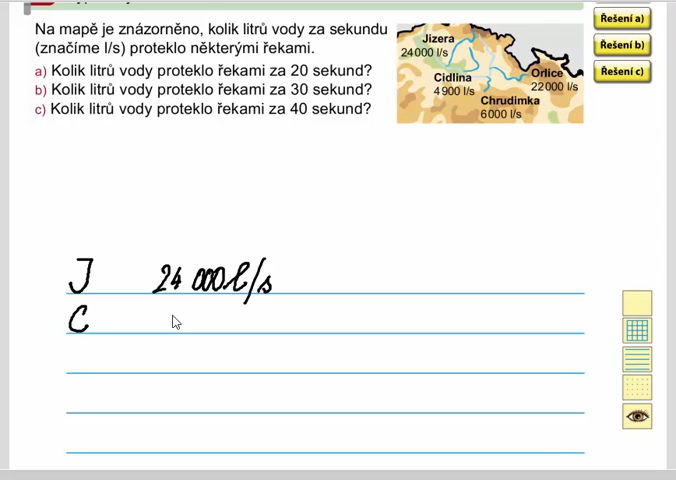 Na mapě je znázorněno, kolik litrů vody za sekundu
(značíme l/s) proteklo některými řekami.
a) Kolik litrů vody proteklo řekami za 20 sekund?
b) Kolik litrů vody proteklo řekami za 30 sekund?
c) Kolik litrů vody proteklo řekami za 40 sekund?
Jizera
24 000 l/s
Cidlina
4 900 l/s
Orlice
22 000 l/s
Chrudimka
6 000 l/s
Řešení a)
Řešení b)
Řešení c)
J 24 000 l/s
C